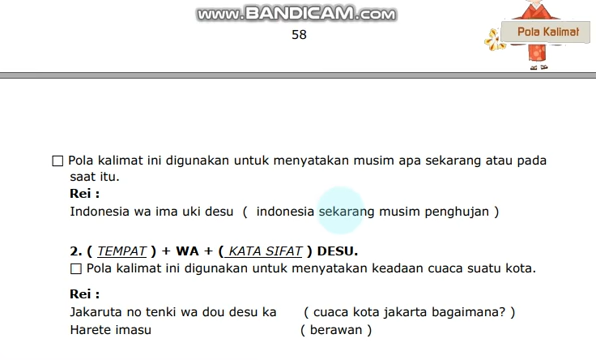 www.BANDICAM.com
58
Pola Kalimat
Pola kalimat ini digunakan untuk menyatakan musim apa sekarang atau pada
saat itu.
Rei :
Indonesia wa ima uki desu ( indonesia sekarang musim penghujan )
2. ( TEMPAT ) + WA + ( KATA SIFAT ) DESU.
Pola kalimat ini digunakan untuk menyatakan keadaan cuaca suatu kota.
Rei :
Jakaruta no tenki wa dou desu ka ( cuaca kota jakarta bagaimana? )
Harete imasu ( berawan )